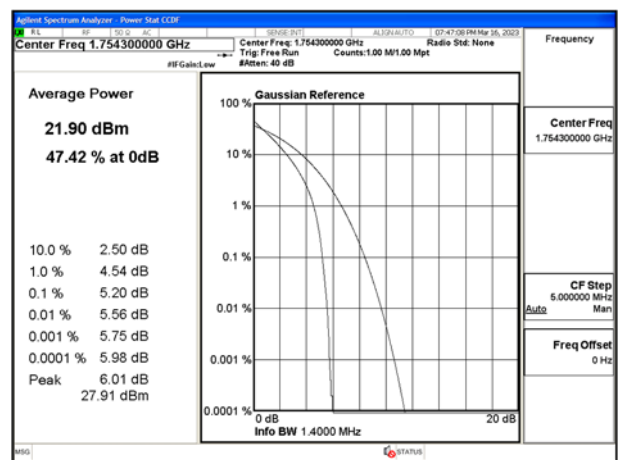 Agilent Spectrum Analyzer - Power Stat CCDF
RL RF 50 Ω AC SENSE:INT ALIGN AUTO 07:47:08 PM Mar 16, 2023
Center Freq 1.754300000 GHz
Center Freq: 1.754300000 GHz Radio Std: None
Trig: Free Run Counts:1.00 M/1.00 Mpt
#IFGain:Low #Atten: 40 dB
Frequency
Average Power
21.90 dBm
47.42 % at 0dB
10.0 % 2.50 dB
1.0 % 4.54 dB
0.1 % 5.20 dB
0.01 % 5.56 dB
0.001 % 5.75 dB
0.0001 % 5.98 dB
Peak 6.01 dB
27.91 dBm
Gaussian Reference
100 %
10 %
1 %
0.1 %
0.01 %
0.001 %
0.0001 %
0 dB 20 dB
Info BW 1.4000 MHz
Center Freq
1.754300000 GHz
CF Step
5.000000 MHz
Auto Man
Freq Offset
0 Hz
MSG STATUS